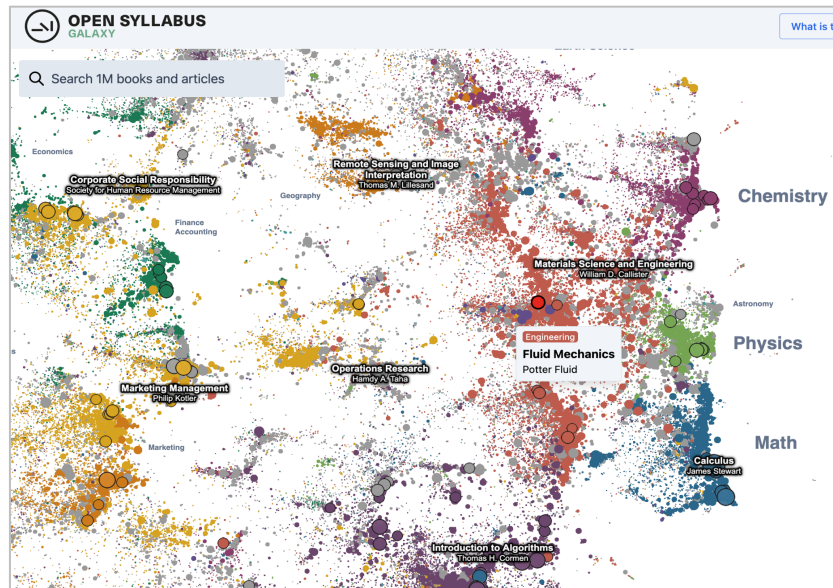 OPEN SYLLABUS
GALAXY
What is t
Search 1M books and articles
Economics
Corporate Social Responsibility
Society for Human Resource Management
Remote Sensing and Image
Interpretation
Thomas M. Lillesand
Geography
Chemistry
Finance
Accounting
Materials Science and Engineering
William D. Callister
Astronomy
Engineering
Fluid Mechanics
Potter Fluid
Physics
Operations Research
Hamdy A. Taha
Marketing Management
Philip Kotler
Marketing
Math
Calculus
James Stewart
Introduction to Algorithms
Thomas H. Cormen